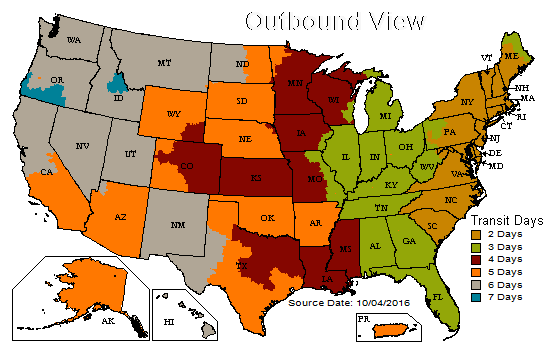 Outbound View
WA
MT
ND
MN
ME
VT
OR
ID
SD
WI
NH
MA
NY
MI
WY
RI
CT
IA
PA
NE
NJ
OH
NV
UT
IL
IN
DE
MD
CA
CO
KS
MO
WV
VA
KY
NC
TN
AZ
NM
OK
AR
SC
MS
AL
GA
TX
LA
FL
Transit Days
2 Days
3 Days
4 Days
5 Days
6 Days
7 Days
Source Date: 10/04/2016
AK
HI
PR